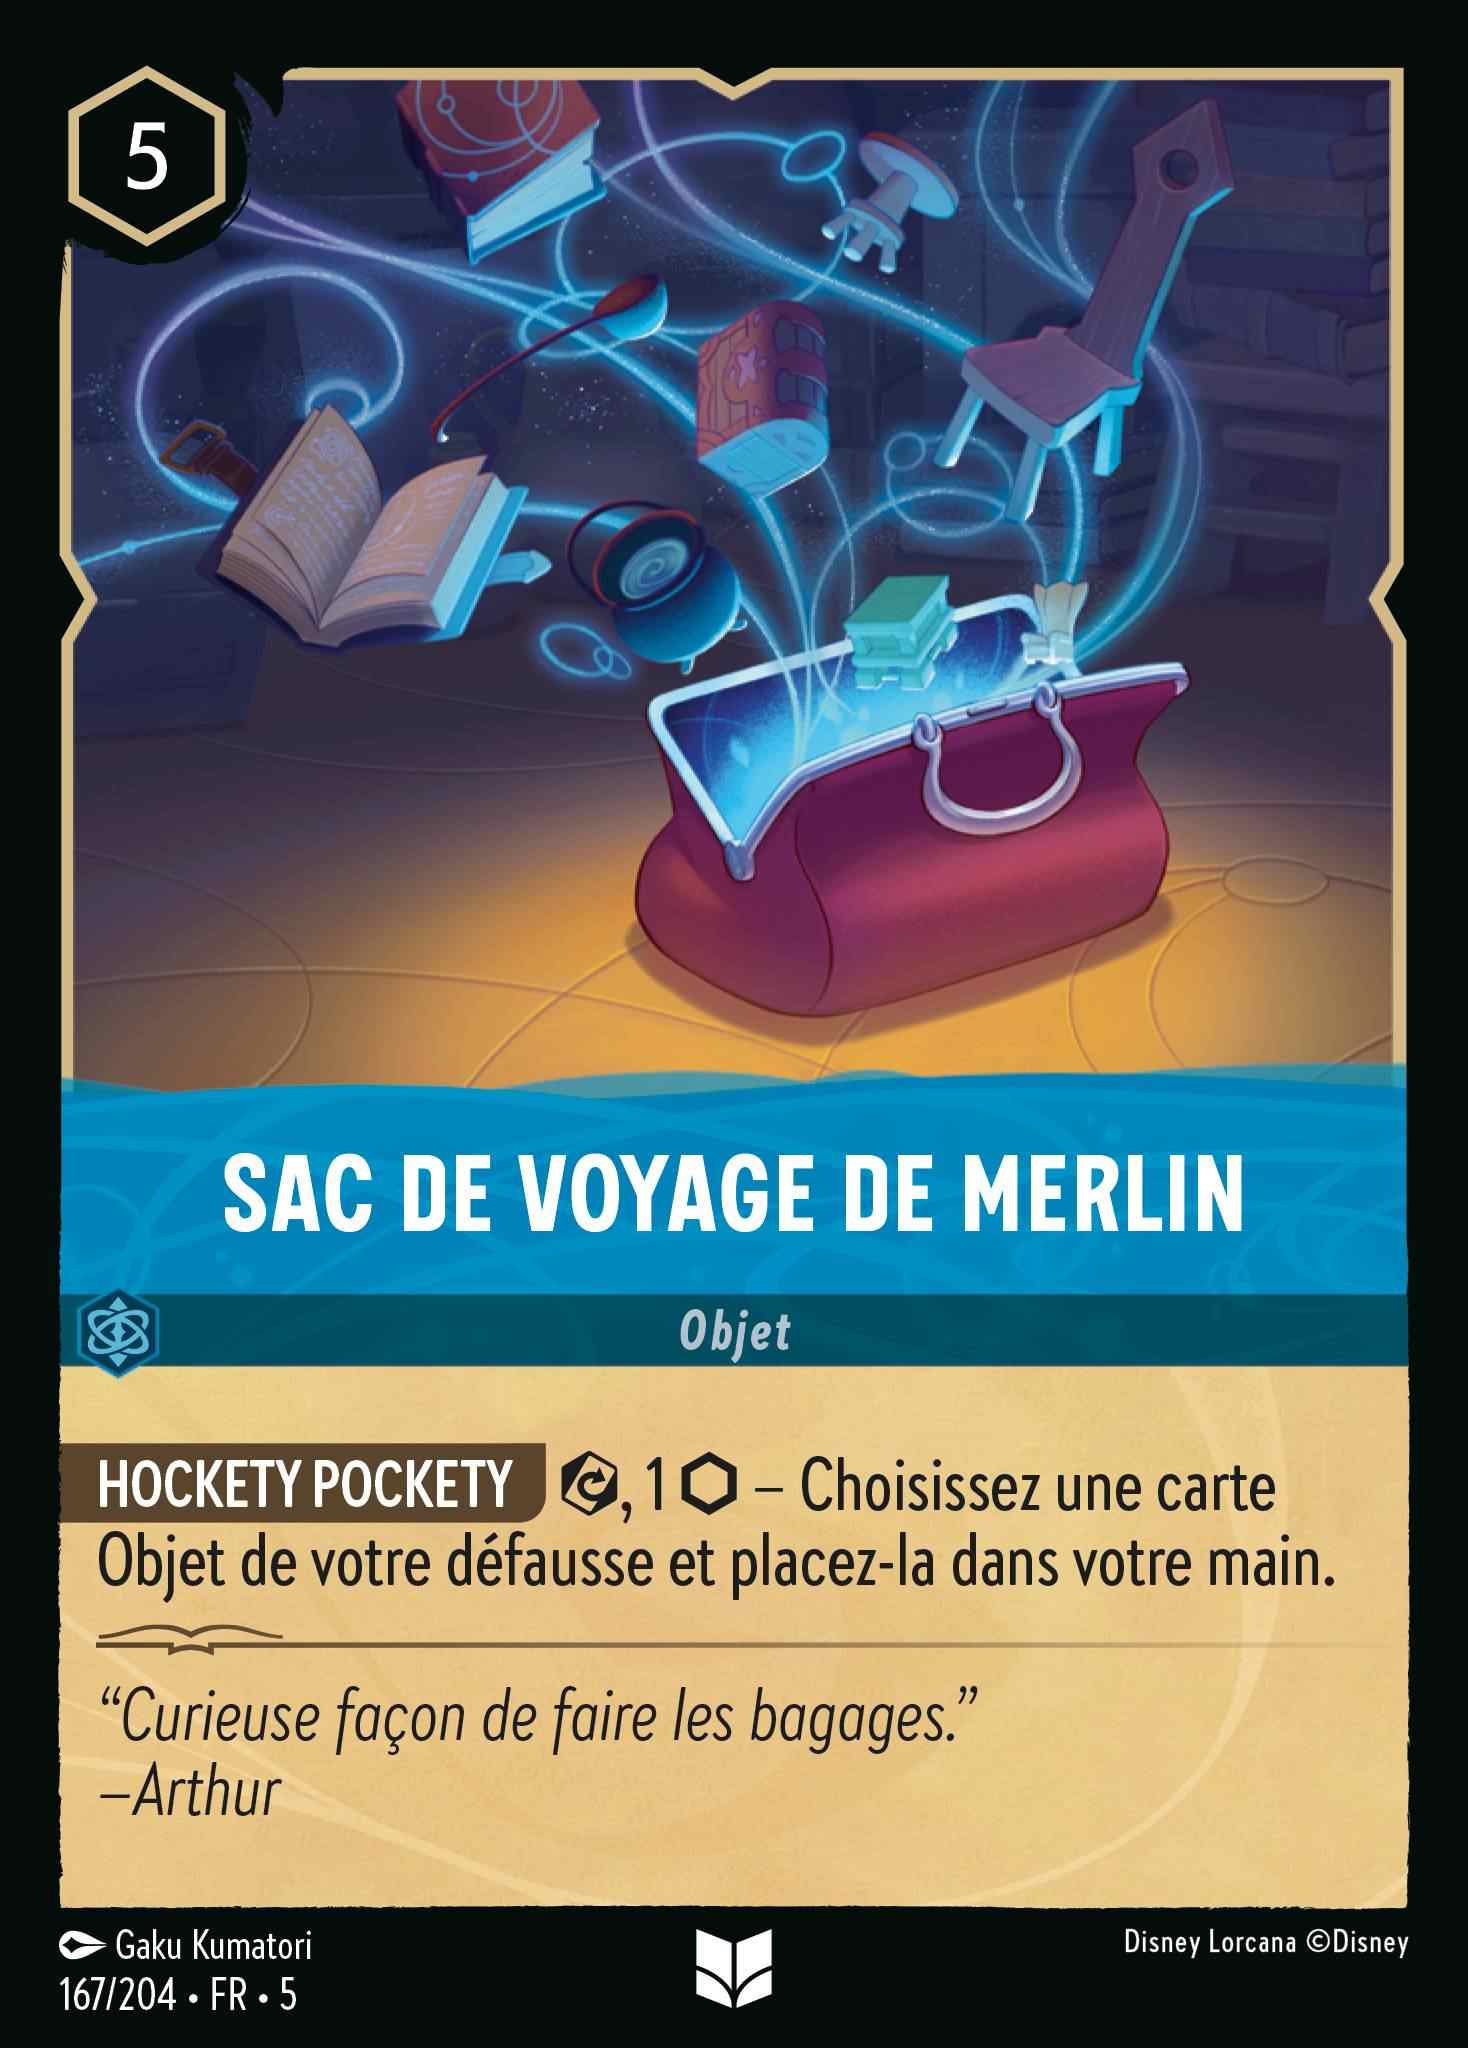 5
SAC DE VOYAGE DE MERLIN
Objet
HOCKETY POCKETY , 1 – Choisissez une carte
Objet de votre défausse et placez-la dans votre main.
“Curieuse façon de faire les bagages.”
–Arthur
Gaku Kumatori
Disney Lorcana ©Disney
167/204 • FR • 5